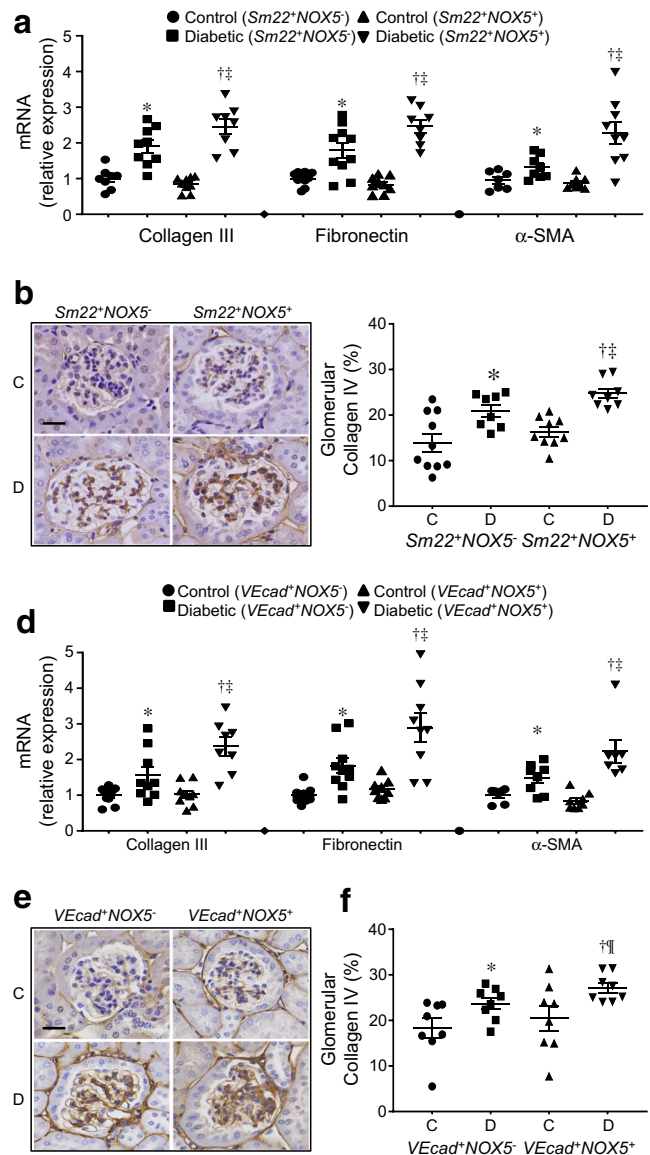 a
● Control (Sm22⁺NOX5⁻) ▲ Control (Sm22⁺NOX5⁺)
■ Diabetic (Sm22⁺NOX5⁻) ▼ Diabetic (Sm22⁺NOX5⁺)
mRNA
(relative expression)
5
4
3
2
1
0
* †‡ * †‡ * †‡
Collagen III Fibronectin α-SMA
b
Sm22⁺NOX5⁻ Sm22⁺NOX5⁺
C
D
Glomerular
Collagen IV (%)
40
30
20
10
0
* †‡
C D C D
Sm22⁺NOX5⁻ Sm22⁺NOX5⁺
d
● Control (VEcad⁺NOX5⁻) ▲ Control (VEcad⁺NOX5⁺)
■ Diabetic (VEcad⁺NOX5⁻) ▼ Diabetic (VEcad⁺NOX5⁺)
mRNA
(relative expression)
5
4
3
2
1
0
* †‡ * †‡ * †‡
Collagen III Fibronectin α-SMA
e
VEcad⁺NOX5⁻ VEcad⁺NOX5⁺
C
D
f
Glomerular
Collagen IV (%)
40
30
20
10
0
* †¶
C D C D
VEcad⁺NOX5⁻ VEcad⁺NOX5⁺